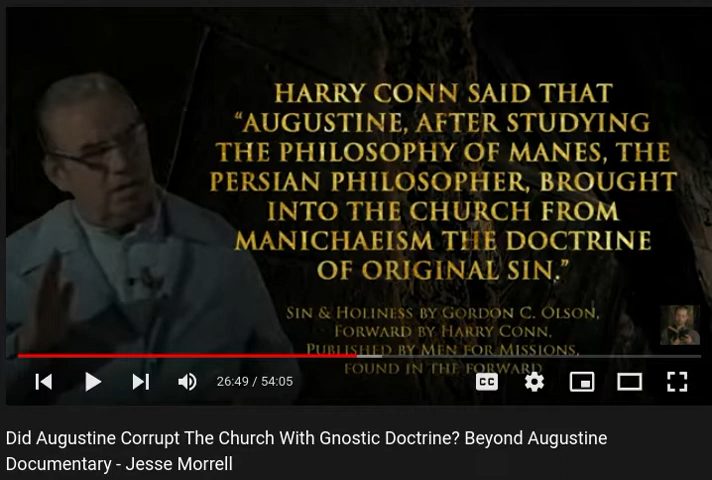 HARRY CONN SAID THAT
“AUGUSTINE, AFTER STUDYING
THE PHILOSOPHY OF MANES, THE
PERSIAN PHILOSOPHER, BROUGHT
INTO THE CHURCH FROM
MANICHAEISM THE DOCTRINE
OF ORIGINAL SIN.”
SIN & HOLINESS BY GORDON C. OLSON,
FORWARD BY HARRY CONN,
PUBLISHED BY MEN FOR MISSIONS,
FOUND IN THE FORWARD
26:49 / 54:05
CC
Did Augustine Corrupt The Church With Gnostic Doctrine? Beyond Augustine
Documentary - Jesse Morrell